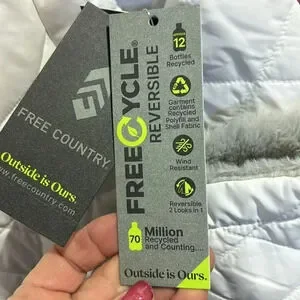 FREE COUNTRY
Outside is Ours.
www.freecountry.com
FREECYCLE®
REVERSIBLE
12
Bottles
Recycled
Garment
contains
Recycled
Polyfill and
Shell Fabric
Wind
Resistant
Reversible
2 Looks in 1
70
Million
Recycled
and Counting....
Outside is Ours.